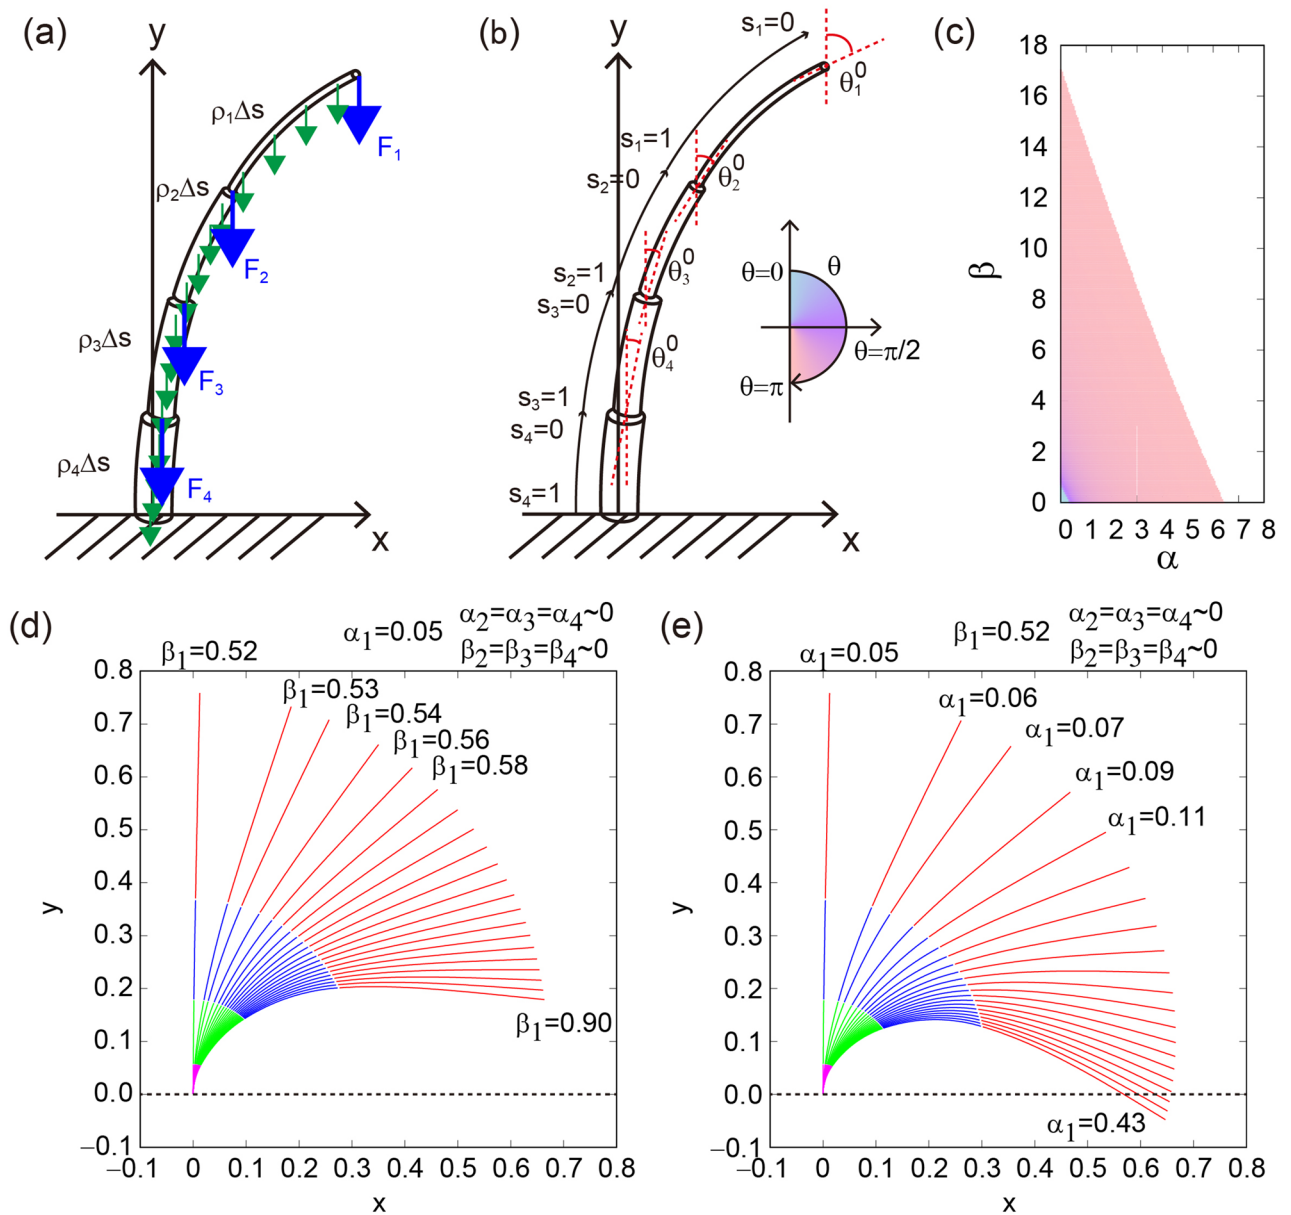 (a)
y
ρ1Δs
F1
ρ2Δs
F2
ρ3Δs
F3
ρ4Δs
F4
x
(b)
y
s1=0
θ1^0
s1=1
s2=0
θ2^0
s2=1
s3=0
θ3^0
θ4^0
s3=1
s4=0
s4=1
x
θ=0
θ
θ=π/2
θ=π
(c)
18
16
14
12
10
8
6
4
2
0
β
0 1 2 3 4 5 6 7 8
α
(d)
α2=α3=α4~0
β1=0.52
α1=0.05
β2=β3=β4~0
β1=0.53
β1=0.54
β1=0.56
β1=0.58
β1=0.90
0.8
0.7
0.6
0.5
0.4
0.3
0.2
0.1
0.0
−0.1
y
−0.1 0 0.1 0.2 0.3 0.4 0.5 0.6 0.7 0.8
x
(e)
α2=α3=α4~0
α1=0.05
β1=0.52
β2=β3=β4~0
α1=0.06
α1=0.07
α1=0.09
α1=0.11
α1=0.43
0.8
0.7
0.6
0.5
0.4
0.3
0.2
0.1
0.0
−0.1
y
−0.1 0 0.1 0.2 0.3 0.4 0.5 0.6 0.7 0.8
x